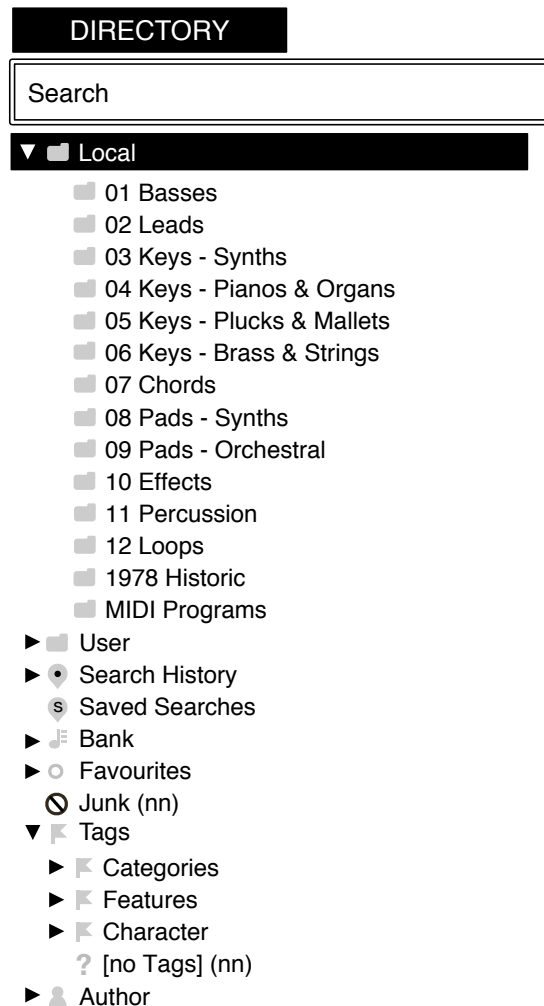 DIRECTORY
Search
Local
01 Basses
02 Leads
03 Keys - Synths
04 Keys - Pianos & Organs
05 Keys - Plucks & Mallets
06 Keys - Brass & Strings
07 Chords
08 Pads - Synths
09 Pads - Orchestral
10 Effects
11 Percussion
12 Loops
1978 Historic
MIDI Programs
User
Search History
S Saved Searches
Bank
Favourites
Junk (nn)
Tags
Categories
Features
Character
? [no Tags] (nn)
Author